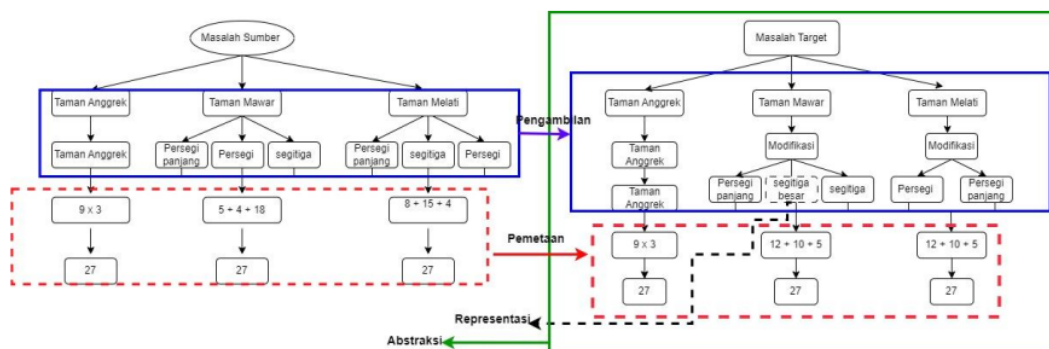 Masalah Sumber
Taman Anggrek
Taman Mawar
Taman Melati
Taman Anggrek
Persegi
panjang
Persegi
segitiga
Persegi
panjang
segitiga
Persegi
9 x 3
5 + 4 + 18
8 + 15 + 4
27
27
27
Pengambilan
Pemetaan
Representasi
Abstraksi
Masalah Target
Taman Anggrek
Taman Mawar
Taman Melati
Taman
Anggrek
Modifikasi
Modifikasi
Taman
Anggrek
Persegi
panjang
segitiga
besar
segitiga
Persegi
Persegi
panjang
9 x 3
12 + 10 + 5
12 + 10 + 5
27
27
27